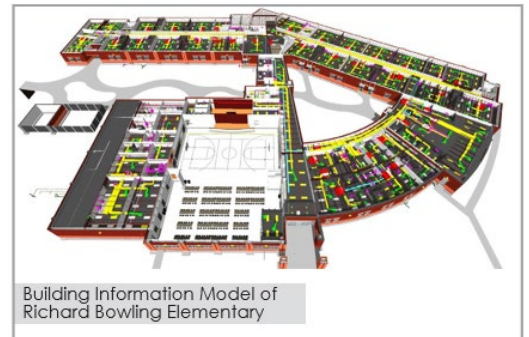 Building Information Model of
Richard Bowling Elementary